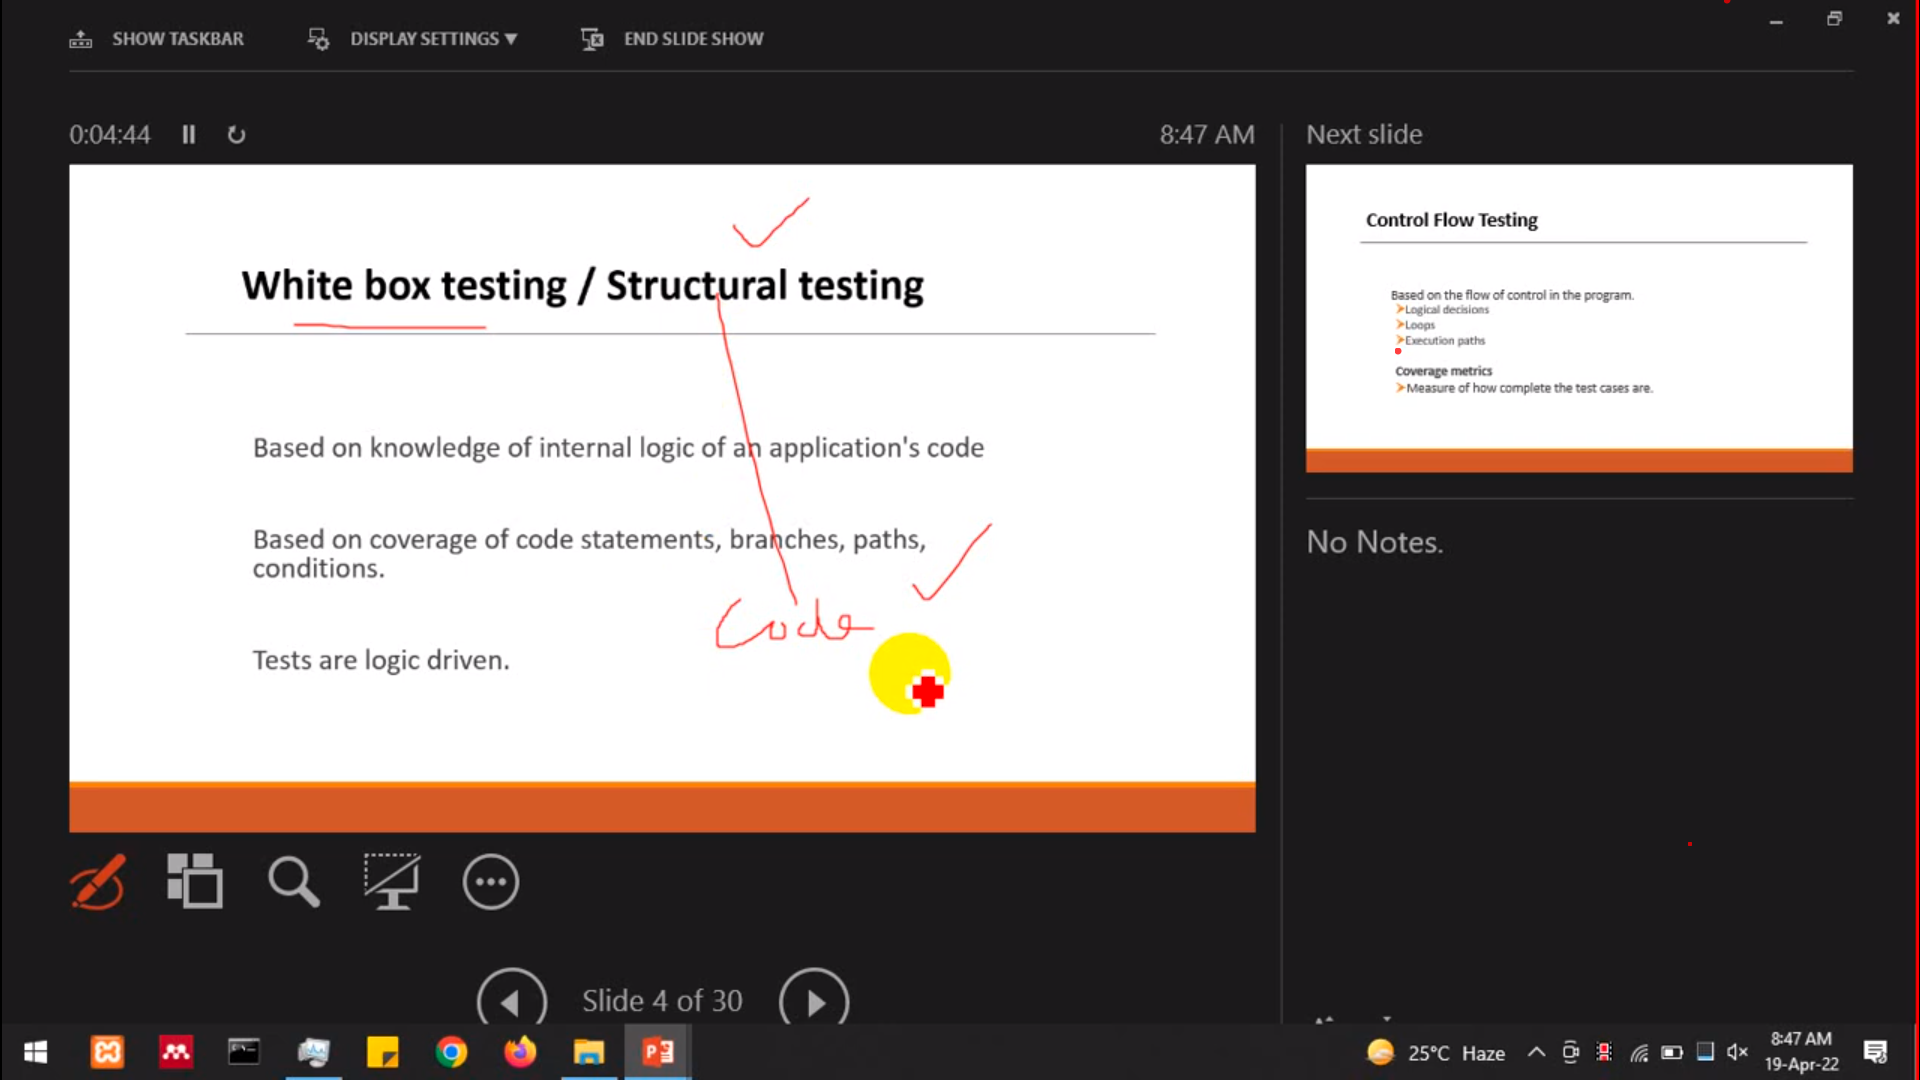 SHOW TASKBAR
DISPLAY SETTINGS ▼
END SLIDE SHOW
0:04:44
8:47 AM
White box testing / Structural testing
Based on knowledge of internal logic of an application's code
Based on coverage of code statements, branches, paths,
conditions.
Code
Tests are logic driven.
Next slide
Control Flow Testing
Based on the flow of control in the program.
➤Logical decisions
➤Loops
➤Execution paths
Coverage metrics
➤Measure of how complete the test cases are.
No Notes.
Slide 4 of 30
25°C Haze
8:47 AM
19-Apr-22